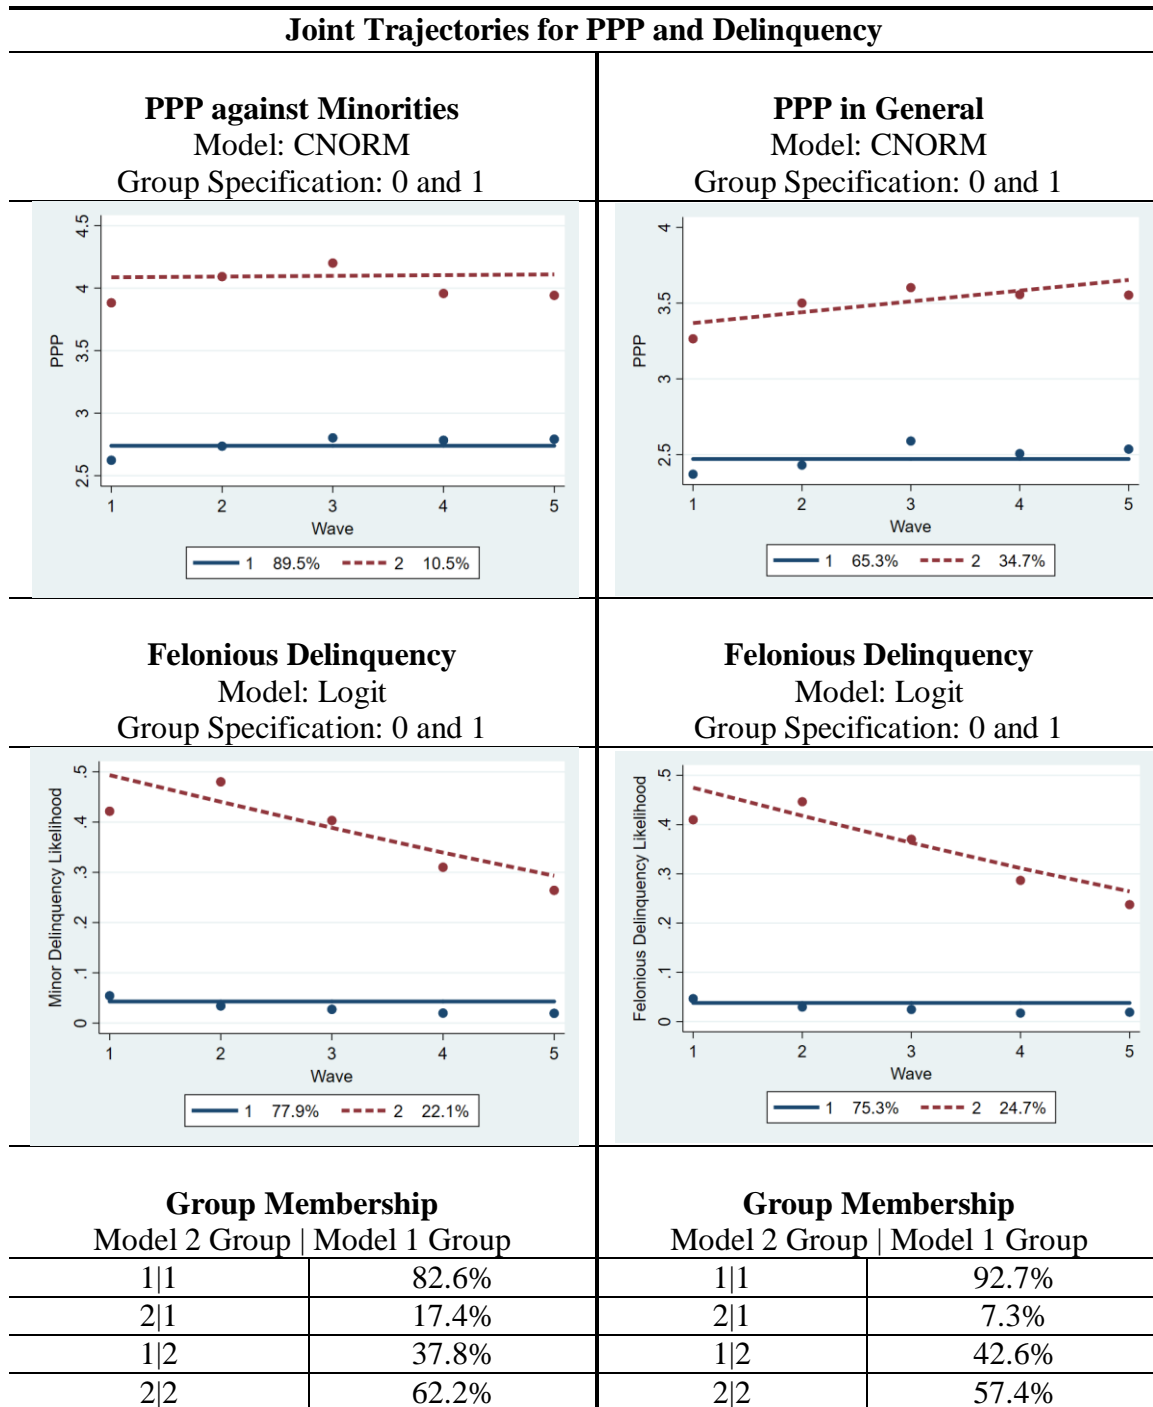 Joint Trajectories for PPP and Delinquency
PPP against Minorities
Model: CNORM
Group Specification: 0 and 1
PPP in General
Model: CNORM
Group Specification: 0 and 1
4.5
4
3.5
3
2.5
PPP
1 2 3 4 5
Wave
1 89.5% 2 10.5%
4
3.5
3
2.5
PPP
1 2 3 4 5
Wave
1 65.3% 2 34.7%
Felonious Delinquency
Model: Logit
Group Specification: 0 and 1
Felonious Delinquency
Model: Logit
Group Specification: 0 and 1
.5
.4
.3
.2
.1
0
Minor Delinquency Likelihood
1 2 3 4 5
Wave
1 77.9% 2 22.1%
.5
.4
.3
.2
.1
0
Felonious Delinquency Likelihood
1 2 3 4 5
Wave
1 75.3% 2 24.7%
Group Membership
Model 2 Group | Model 1 Group
1|1 82.6%
2|1 17.4%
1|2 37.8%
2|2 62.2%
Group Membership
Model 2 Group | Model 1 Group
1|1 92.7%
2|1 7.3%
1|2 42.6%
2|2 57.4%